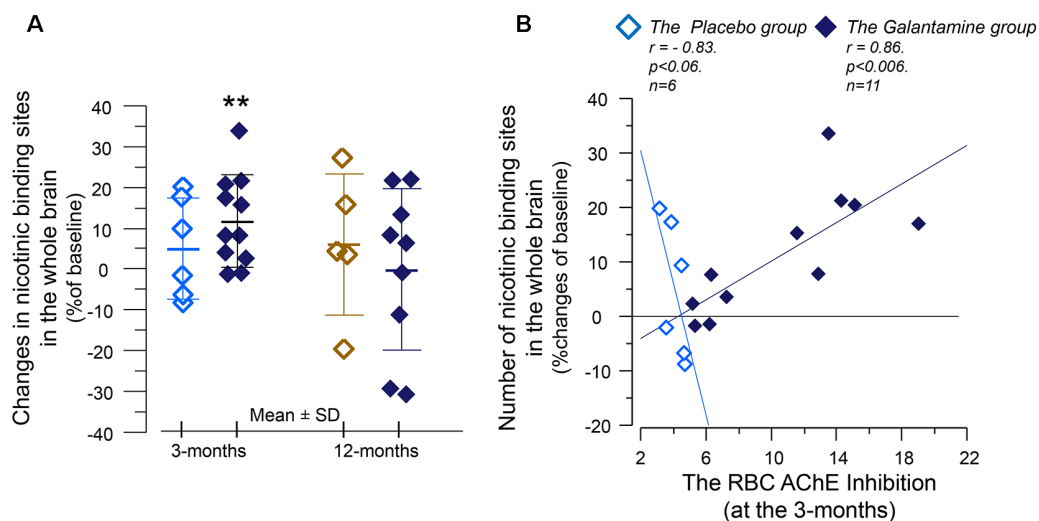 A
Changes in nicotinic binding sites
in the whole brain
(%of baseline)
40
30
20
10
0
-10
-20
-30
-40
**
Mean ± SD
3-months
12-months
B
The Placebo group
r = - 0.83.
p<0.06.
n=6
The Galantamine group
r = 0.86.
p<0.006.
n=11
Number of nicotinic binding sites
in the whole brain
(%changes of baseline)
40
30
20
10
0
-10
-20
2
6
10
14
18
22
The RBC AChE Inhibition
(at the 3-months)